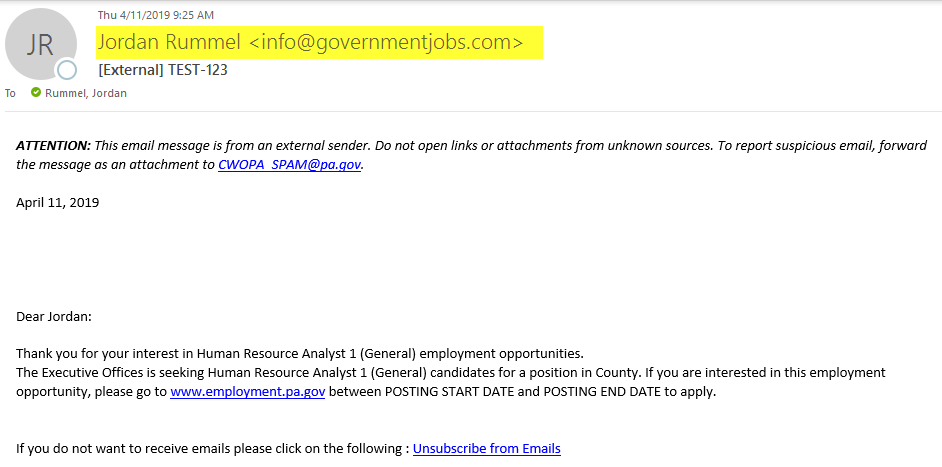 Thu 4/11/2019 9:25 AM
JR
Jordan Rummel <info@governmentjobs.com>
[External] TEST-123
To Rummel, Jordan
ATTENTION: This email message is from an external sender. Do not open links or attachments from unknown sources. To report suspicious email, forward
the message as an attachment to CWOPA_SPAM@pa.gov.
April 11, 2019
Dear Jordan:
Thank you for your interest in Human Resource Analyst 1 (General) employment opportunities.
The Executive Offices is seeking Human Resource Analyst 1 (General) candidates for a position in County. If you are interested in this employment
opportunity, please go to www.employment.pa.gov between POSTING START DATE and POSTING END DATE to apply.
If you do not want to receive emails please click on the following : Unsubscribe from Emails